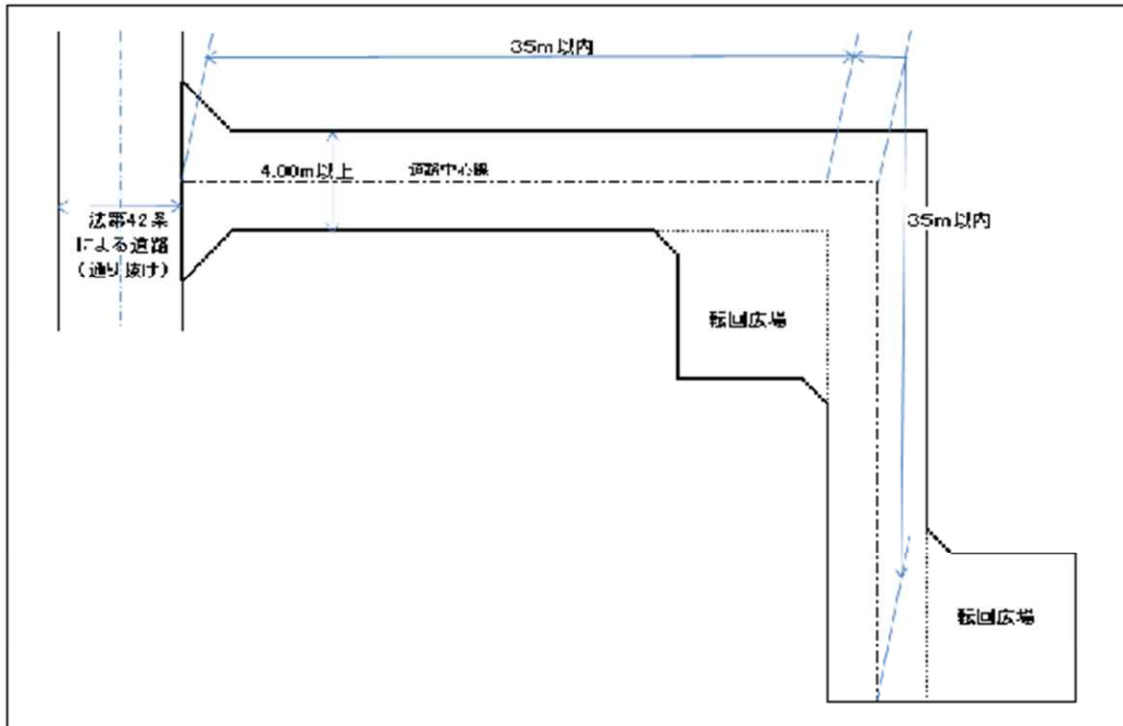 35m以内
4.00m以上
道路中心線
法第42条
による道路
（通り抜け）
35m以内
転回広場
転回広場